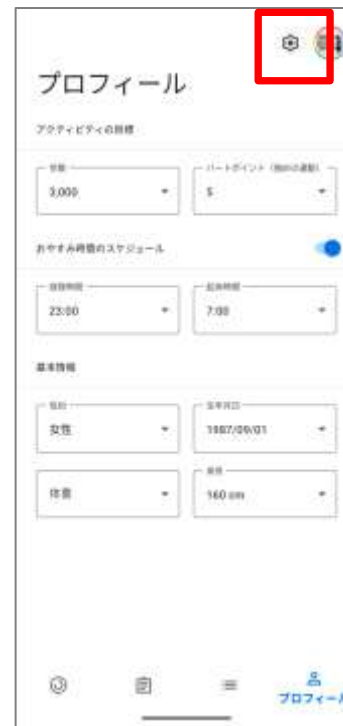 プロフィール
アクティビティの目標
歩数
ハートポイント（強めの運動）
3,000
5
おやすみ時間のスケジュール
就寝時間
起床時間
23:00
7:00
基本情報
性別
生年月日
女性
1987/09/01
身長
体重
160 cm
プロフィール